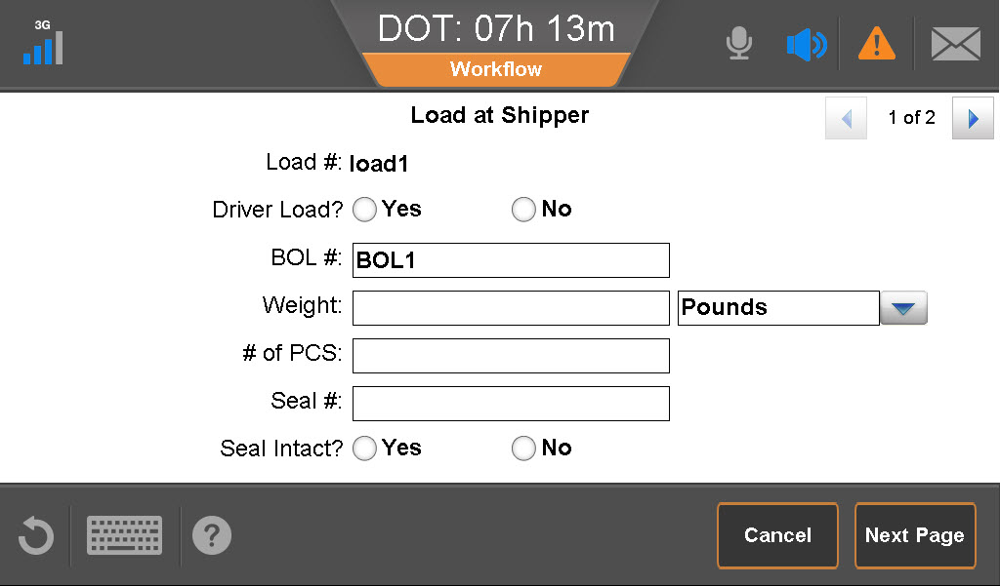 3G
DOT: 07h 13m
Workflow
Load at Shipper
1 of 2
Load #: load1
Driver Load? Yes No
BOL #: BOL1
Weight: Pounds
# of PCS:
Seal #:
Seal Intact? Yes No
? Cancel Next Page